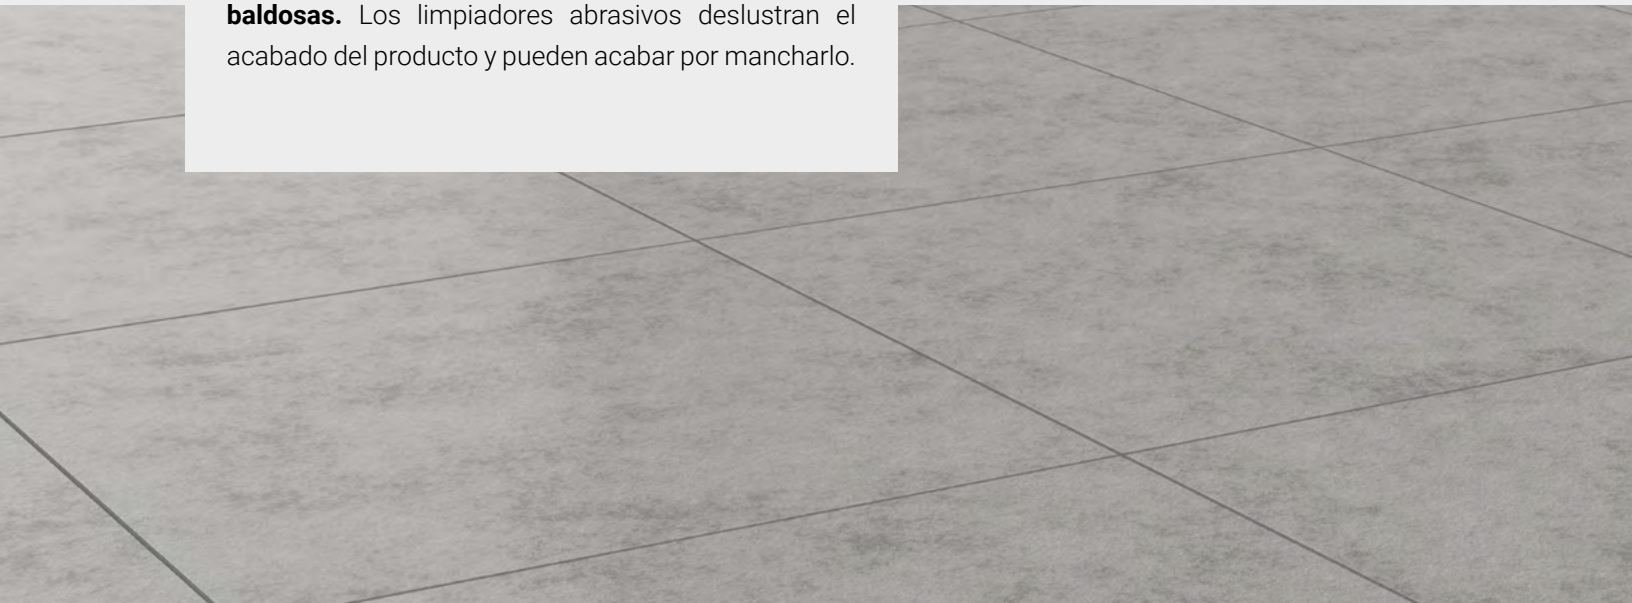 baldosas. Los limpiadores abrasivos deslustran el
acabado del producto y pueden acabar por mancharlo.